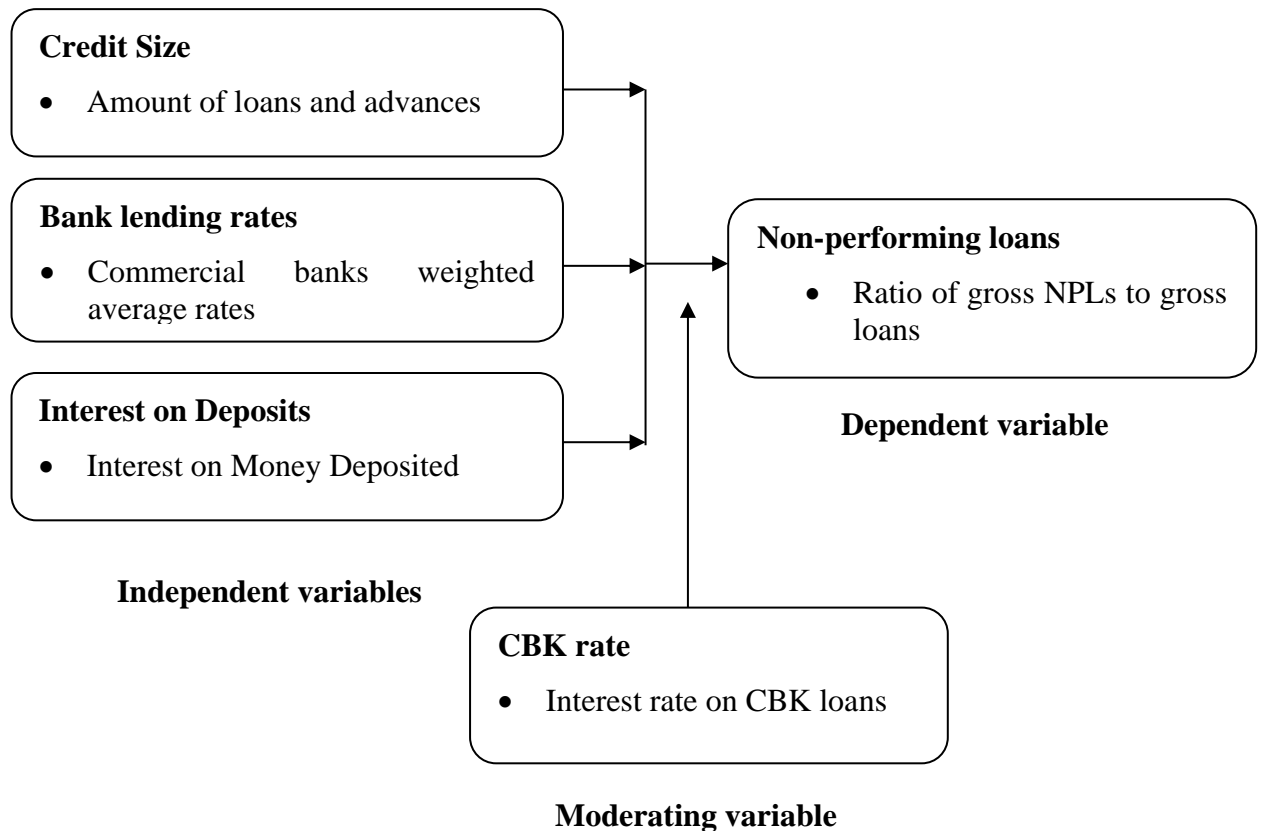 Credit Size
• Amount of loans and advances
Bank lending rates
• Commercial banks weighted
average rates
Interest on Deposits
• Interest on Money Deposited
Independent variables
Non-performing loans
• Ratio of gross NPLs to gross
loans
Dependent variable
CBK rate
• Interest rate on CBK loans
Moderating variable